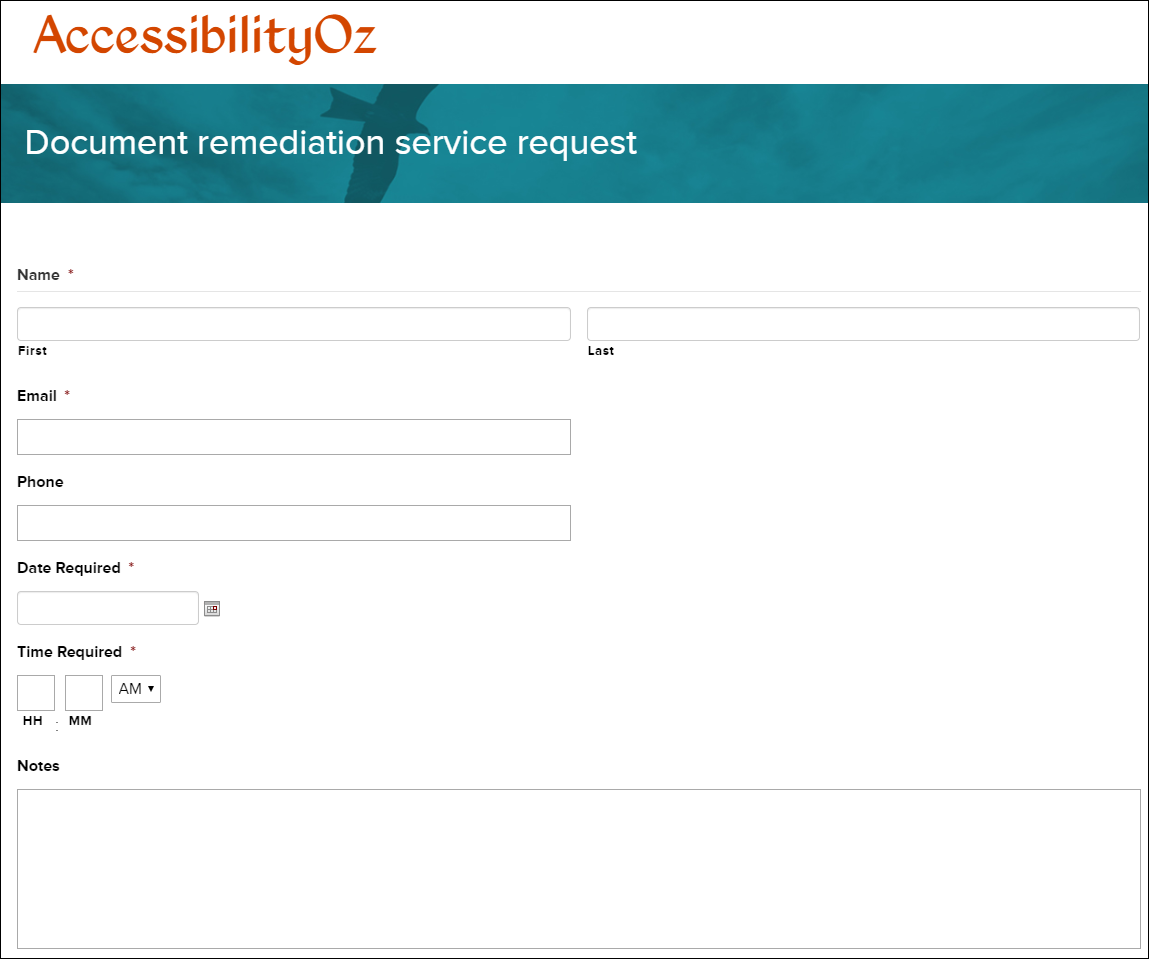 AccessibilityOz
Document remediation service request
Name *
First Last
Email *
Phone
Date Required *
Time Required *
AM
HH : MM
Notes